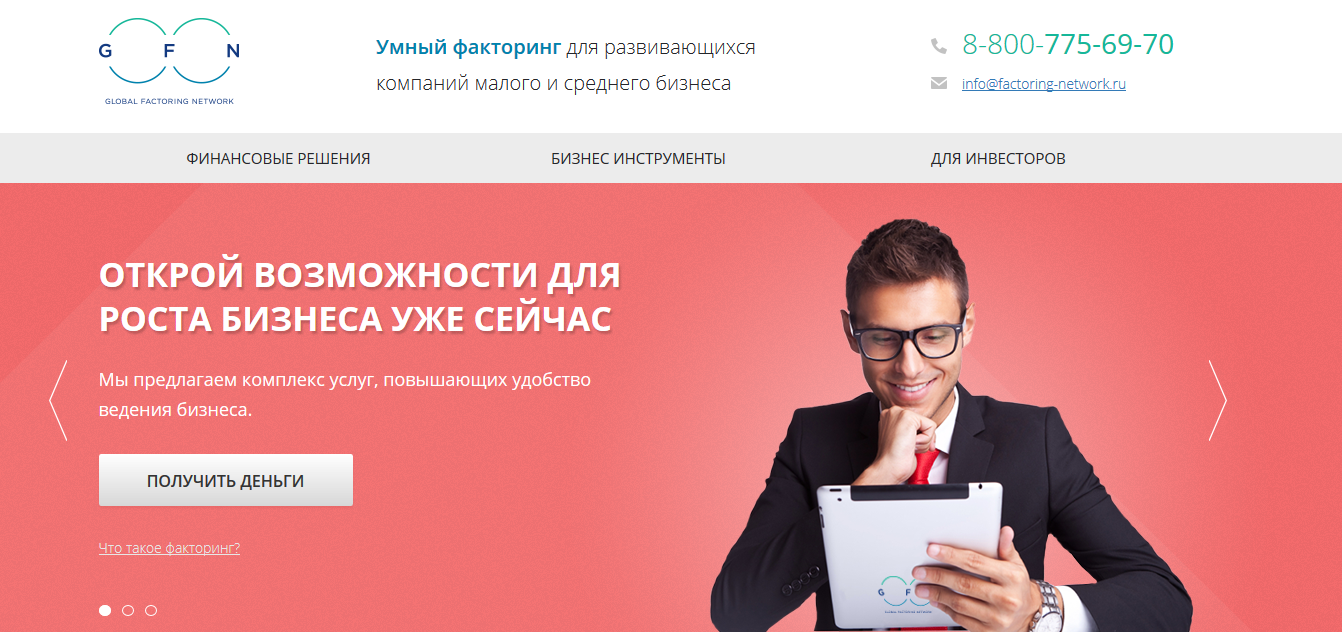 G F N
GLOBAL FACTORING NETWORK
Умный факторинг для развивающихся
компаний малого и среднего бизнеса
8-800-775-69-70
info@factoring-network.ru
ФИНАНСОВЫЕ РЕШЕНИЯ
БИЗНЕС ИНСТРУМЕНТЫ
ДЛЯ ИНВЕСТОРОВ
ОТКРОЙ ВОЗМОЖНОСТИ ДЛЯ
РОСТА БИЗНЕСА УЖЕ СЕЙЧАС
Мы предлагаем комплекс услуг, повышающих удобство
ведения бизнеса.
ПОЛУЧИТЬ ДЕНЬГИ
Что такое факторинг?
G F N
GLOBAL FACTORING NETWORK